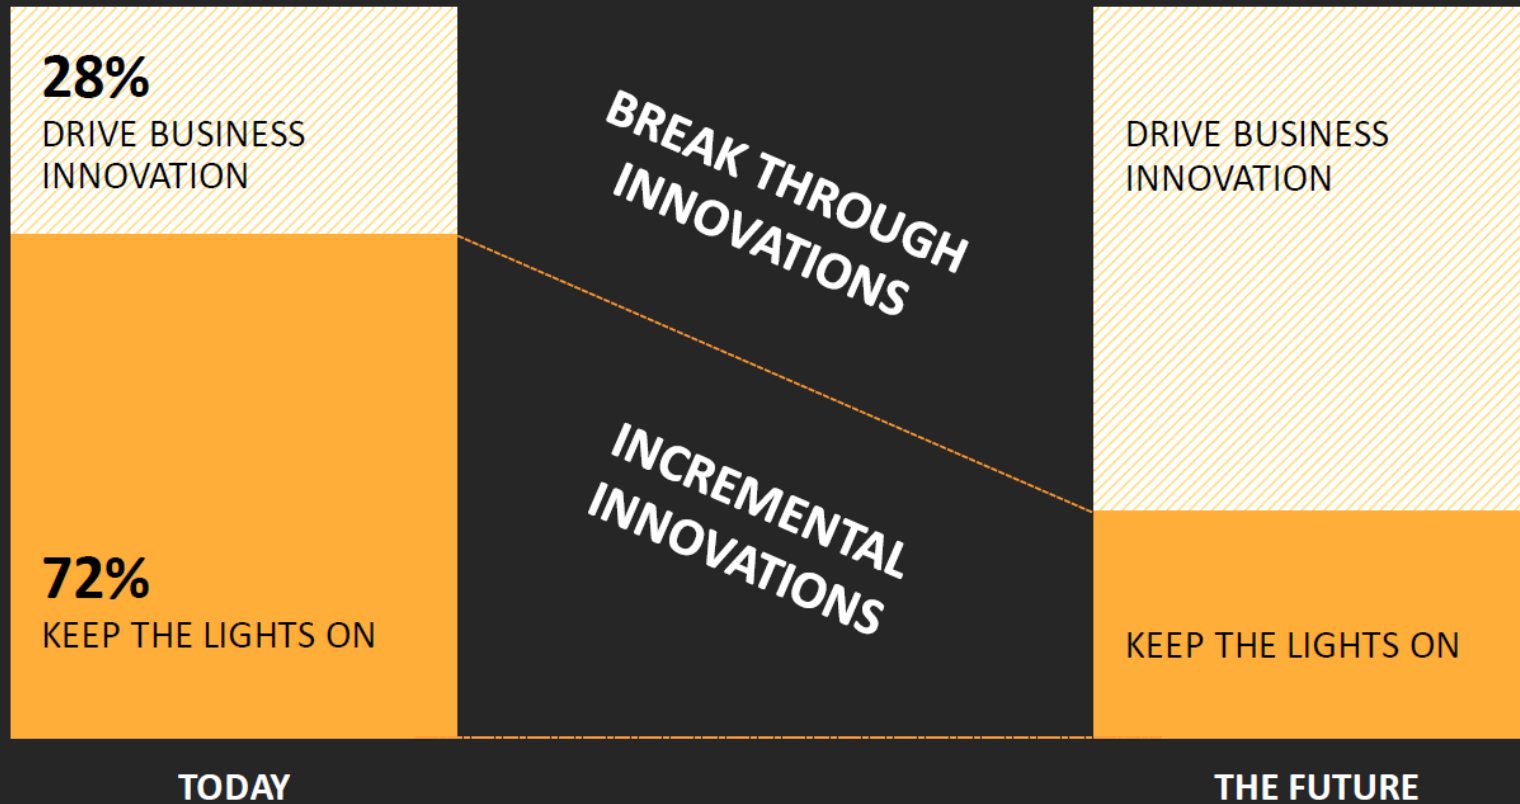 28%
DRIVE BUSINESS
INNOVATION
72%
KEEP THE LIGHTS ON
BREAK THROUGH
INNOVATIONS
INCREMENTAL
INNOVATIONS
DRIVE BUSINESS
INNOVATION
KEEP THE LIGHTS ON
TODAY
THE FUTURE